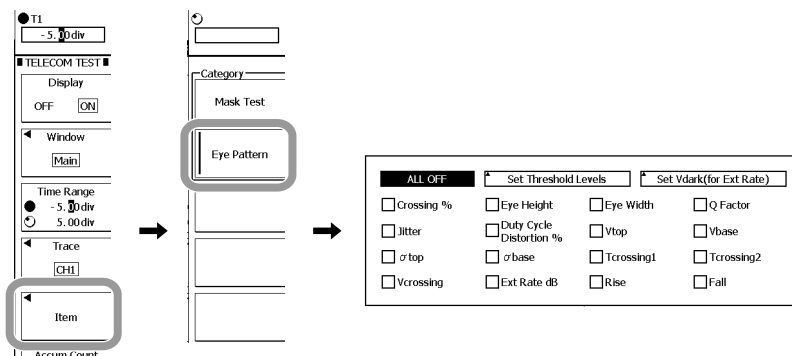 T1
-5.00div
TELECOM TEST
Display
OFF ON
Window
Main
Time Range
-5.00div
5.00div
Trace
CH1
Item
Accum Count
Category
Mask Test
Eye Pattern
ALL OFF Set Threshold Levels Set Vdark(for Ext Rate)
Crossing % Eye Height Eye Width Q Factor
Jitter Duty Cycle Distortion % Vtop Vbase
σtop σbase Tcrossing1 Tcrossing2
Vcrossing Ext Rate dB Rise Fall